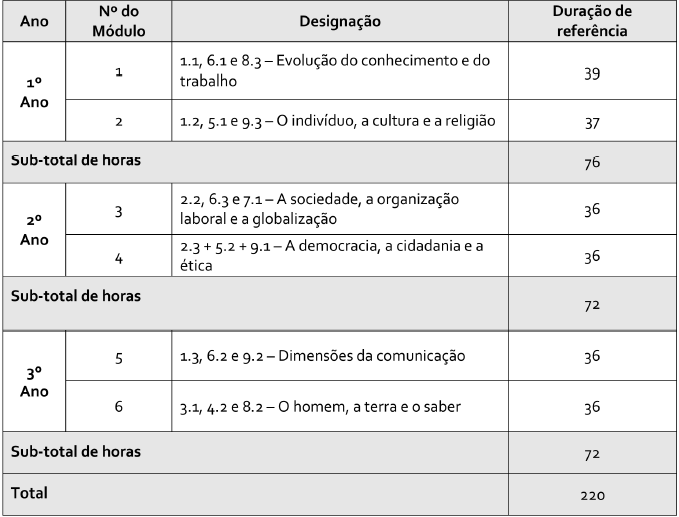 Ano
Nº do
Módulo
Designação
Duração de
referência
1º
Ano
1
1.1, 6.1 e 8.3 – Evolução do conhecimento e do
trabalho
39
2
1.2, 5.1 e 9.3 – O indivíduo, a cultura e a religião
37
Sub-total de horas
76
2º
Ano
3
2.2, 6.3 e 7.1 – A sociedade, a organização
laboral e a globalização
36
4
2.3 + 5.2 + 9.1 – A democracia, a cidadania e a
ética
36
Sub-total de horas
72
3º
Ano
5
1.3, 6.2 e 9.2 – Dimensões da comunicação
36
6
3.1, 4.2 e 8.2 – O homem, a terra e o saber
36
Sub-total de horas
72
Total
220